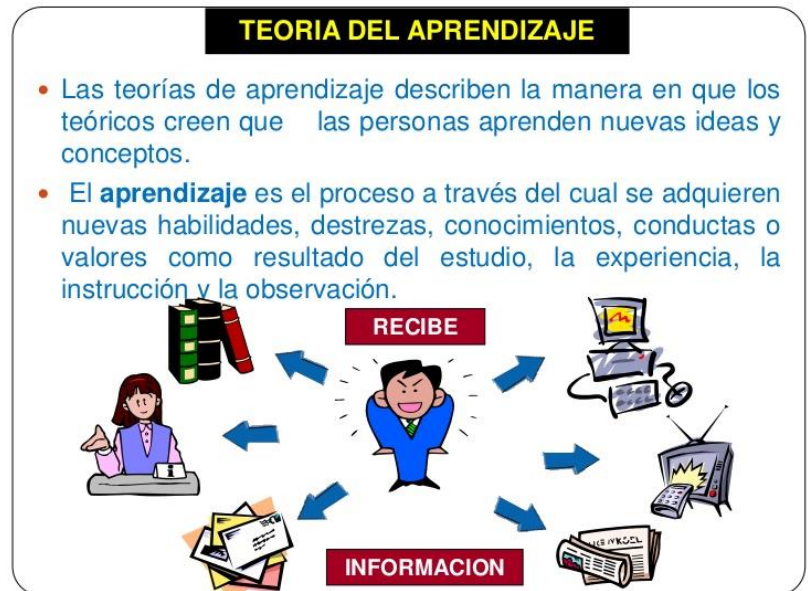 TEORIA DEL APRENDIZAJE
• Las teorías de aprendizaje describen la manera en que los
teóricos creen que las personas aprenden nuevas ideas y
conceptos.
• El aprendizaje es el proceso a través del cual se adquieren
nuevas habilidades, destrezas, conocimientos, conductas o
valores como resultado del estudio, la experiencia, la
instrucción y la observación.
RECIBE
i
INFORMACION